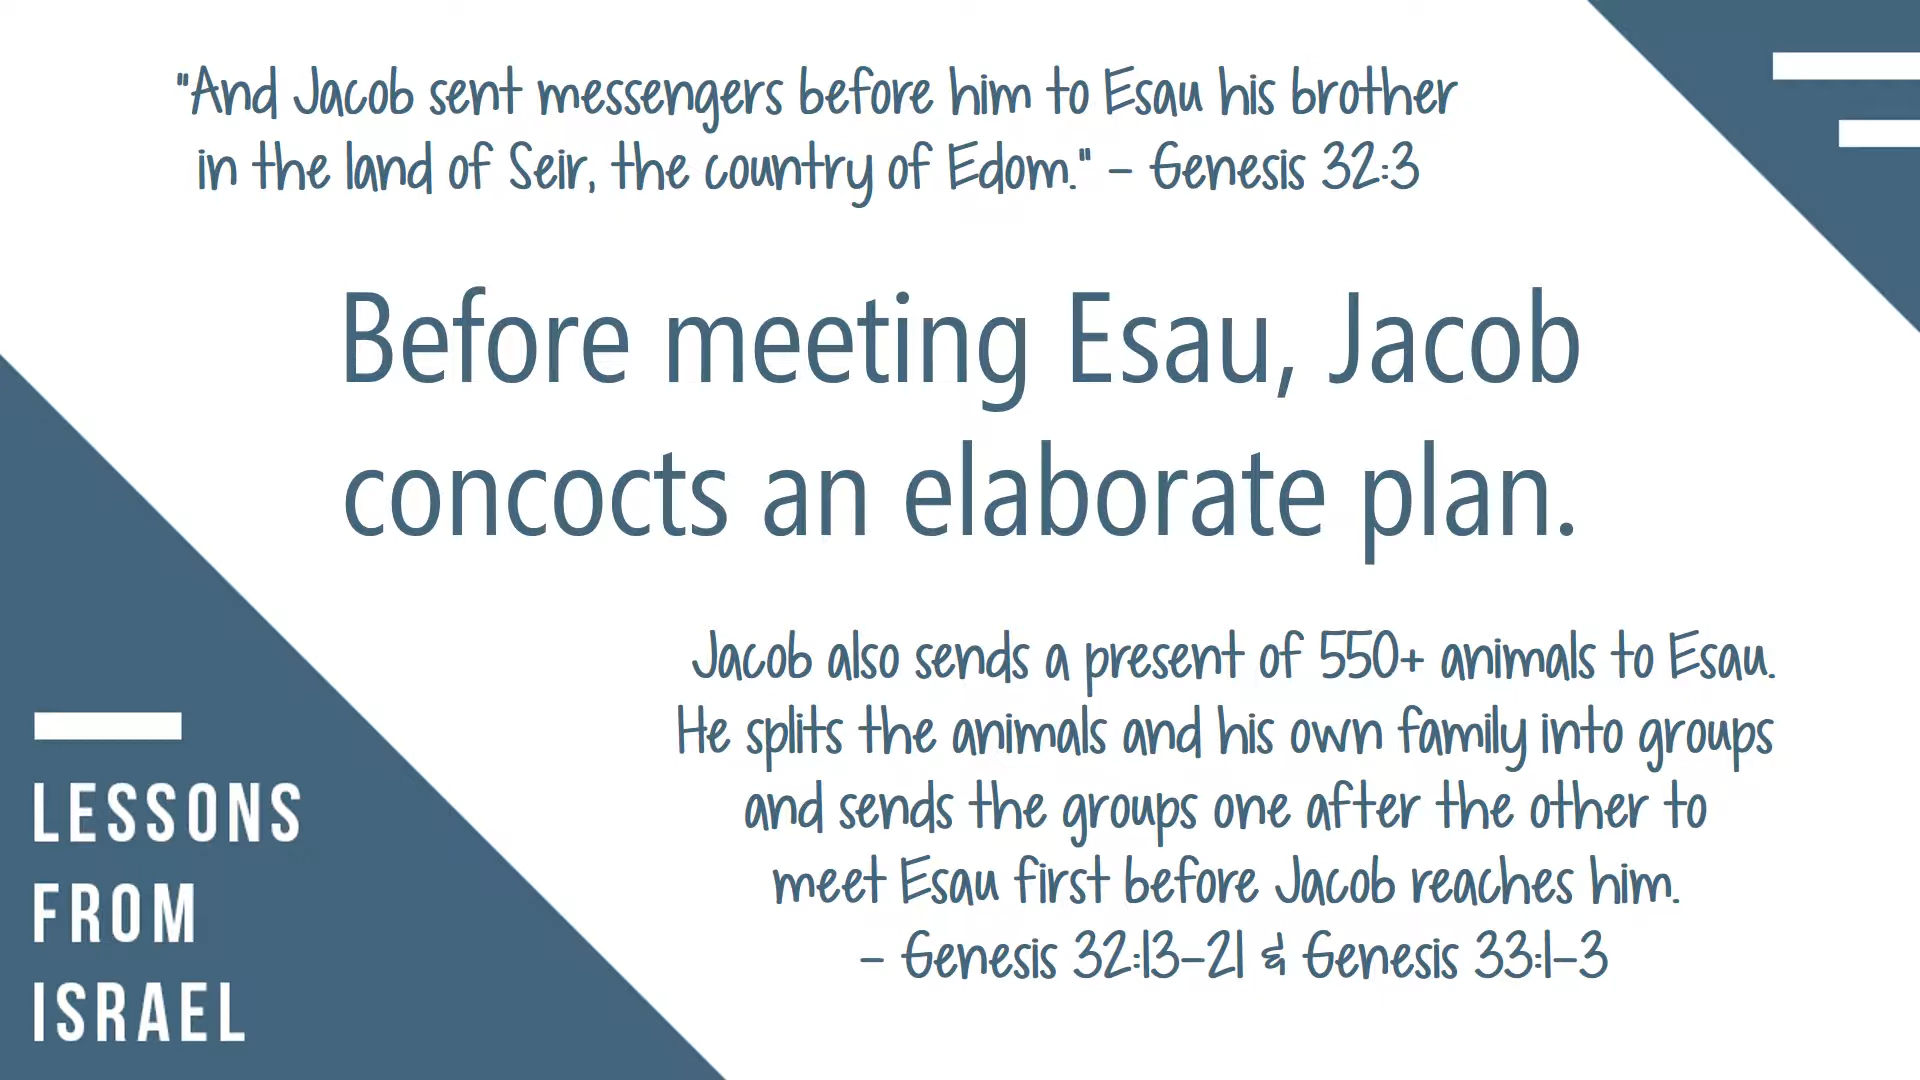 "And Jacob sent messengers before him to Esau his brother
in the land of Seir, the country of Edom." – Genesis 32:3
Before meeting Esau, Jacob
concocts an elaborate plan.
Jacob also sends a present of 550+ animals to Esau.
He splits the animals and his own family into groups
and sends the groups one after the other to
meet Esau first before Jacob reaches him.
– Genesis 32:13–21 & Genesis 33:1–3
LESSONS
FROM
ISRAEL